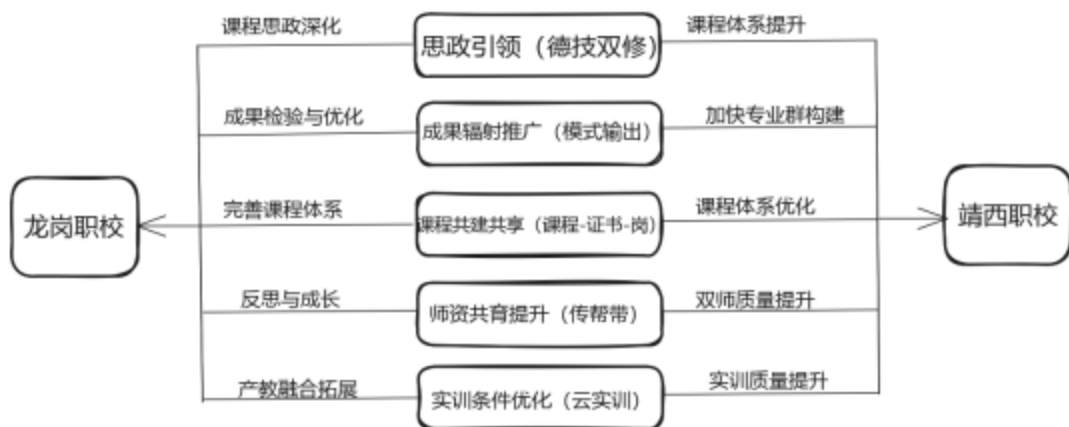 课程思政深化
思政引领（德技双修）
课程体系提升
成果检验与优化
成果辐射推广（模式输出）
加快专业群构建
龙岗职校
完善课程体系
课程共建共享（课程-证书-岗）
课程体系优化
靖西职校
反思与成长
师资共育提升（传帮带）
双师质量提升
产教融合拓展
实训条件优化（云实训）
实训质量提升